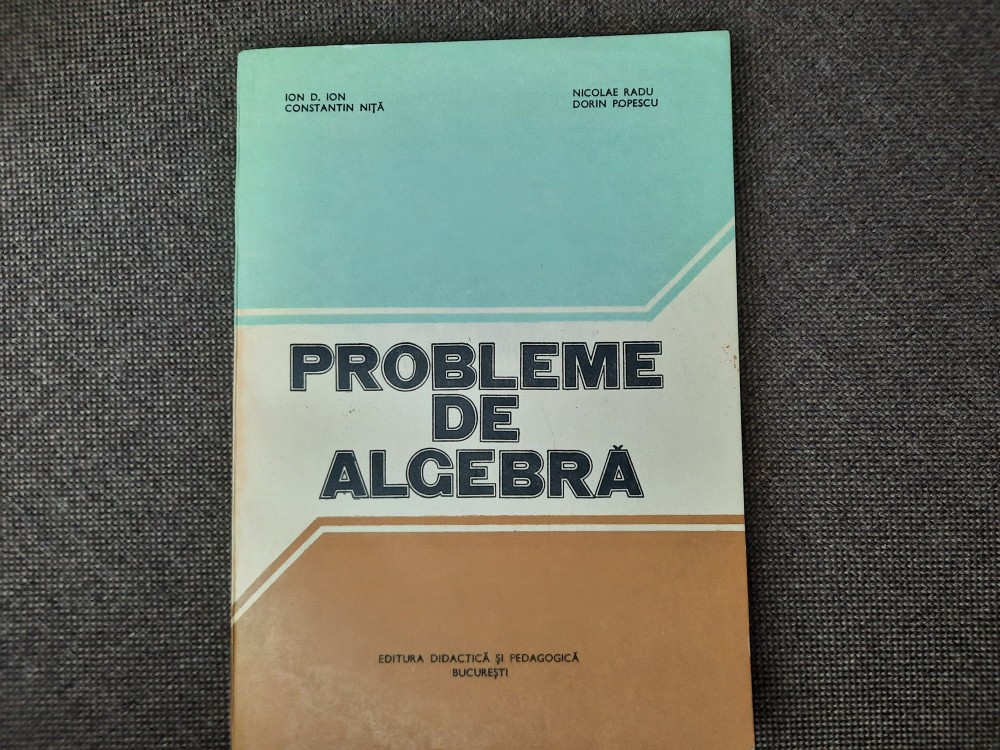 ION D. ION
CONSTANTIN NIȚĂ
NICOLAE RADU
DORIN POPESCU
PROBLEME
DE
ALGEBRĂ
EDITURA DIDACTICĂ ȘI PEDAGOGICĂ
BUCUREȘTI